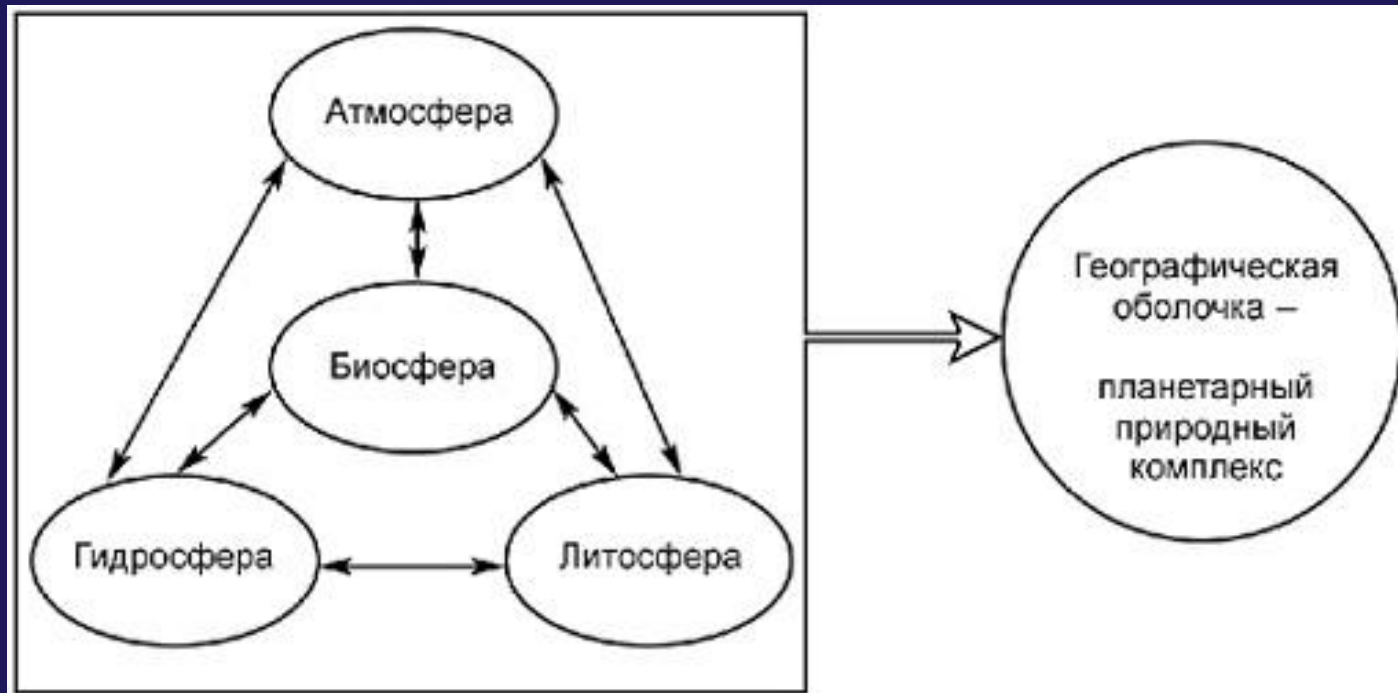 Атмосфера
Биосфера
Гидросфера
Литосфера
Географическая
оболочка –
планетарный
природный
комплекс